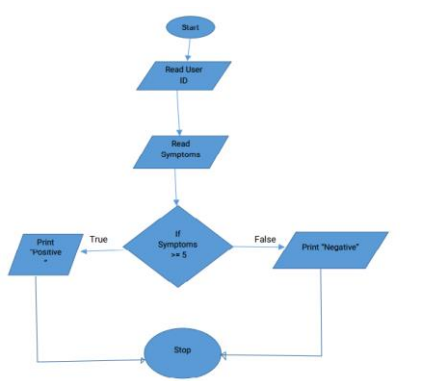 Start
Read User
ID
Read
Symptoms
If
Symptoms
>= 5
True
False
Print
"Positive
"
Print "Negative"
Stop